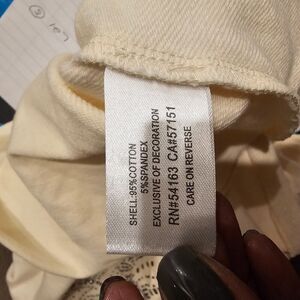 SHELL:95%COTTON
5%SPANDEX
EXCLUSIVE OF DECORATION
RN#54163 CA#57151
CARE ON REVERSE